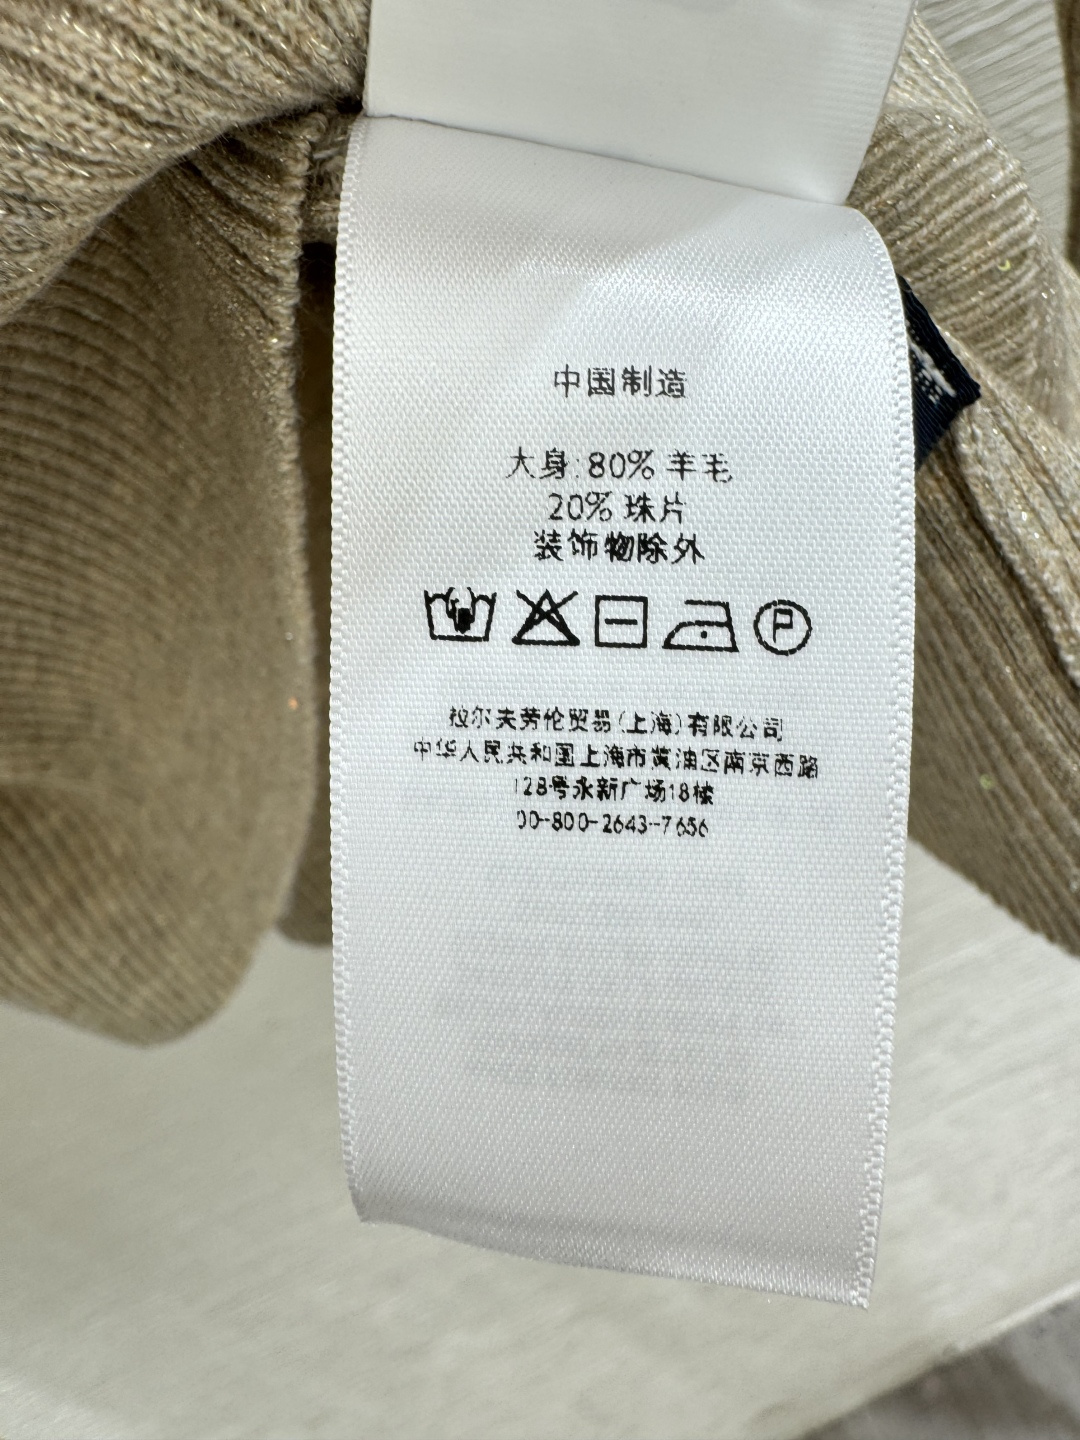 中国制造
大身:80% 羊毛
20% 珠片
装饰物除外
P
拉尔夫劳伦贸易(上海)有限公司
中华人民共和国上海市黄浦区南京西路
128号永新广场18楼
00-800-2643-7656